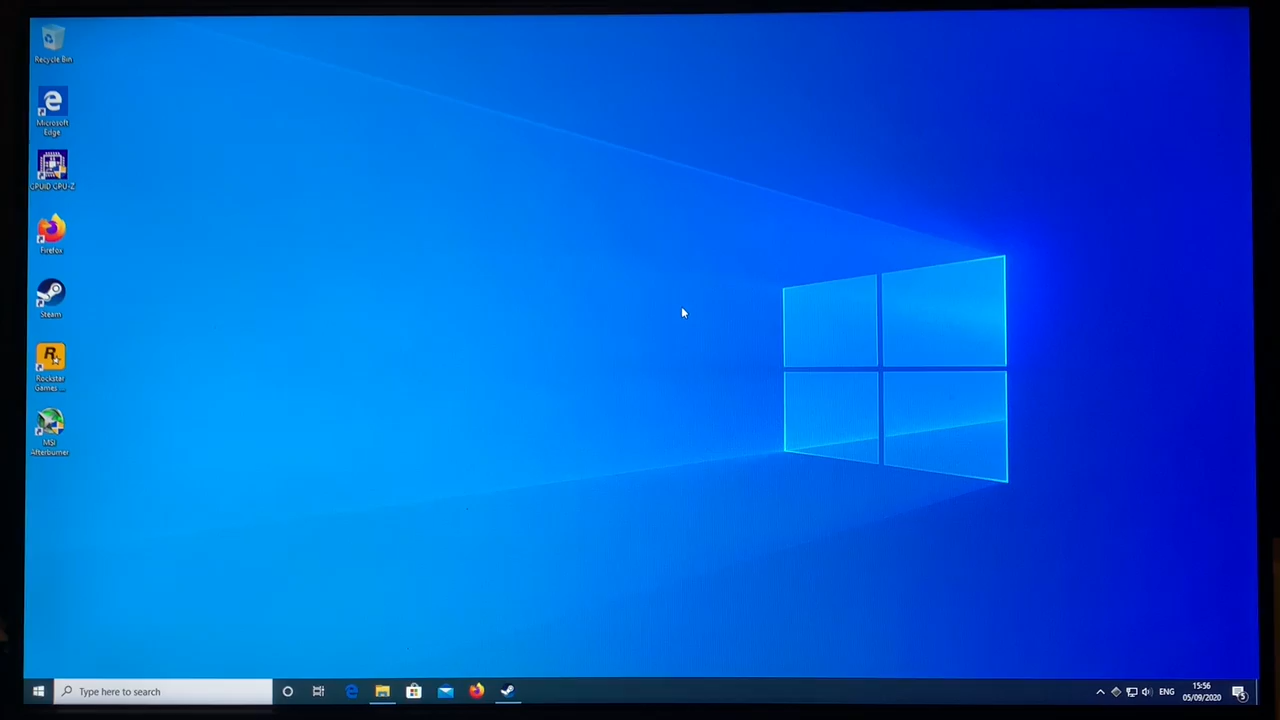 Recycle Bin
Microsoft
Edge
CPUID CPU-Z
Firefox
Steam
Rockstar
Games ...
MSI
Afterburner
Type here to search
ENG
15:56
05/09/2020
5